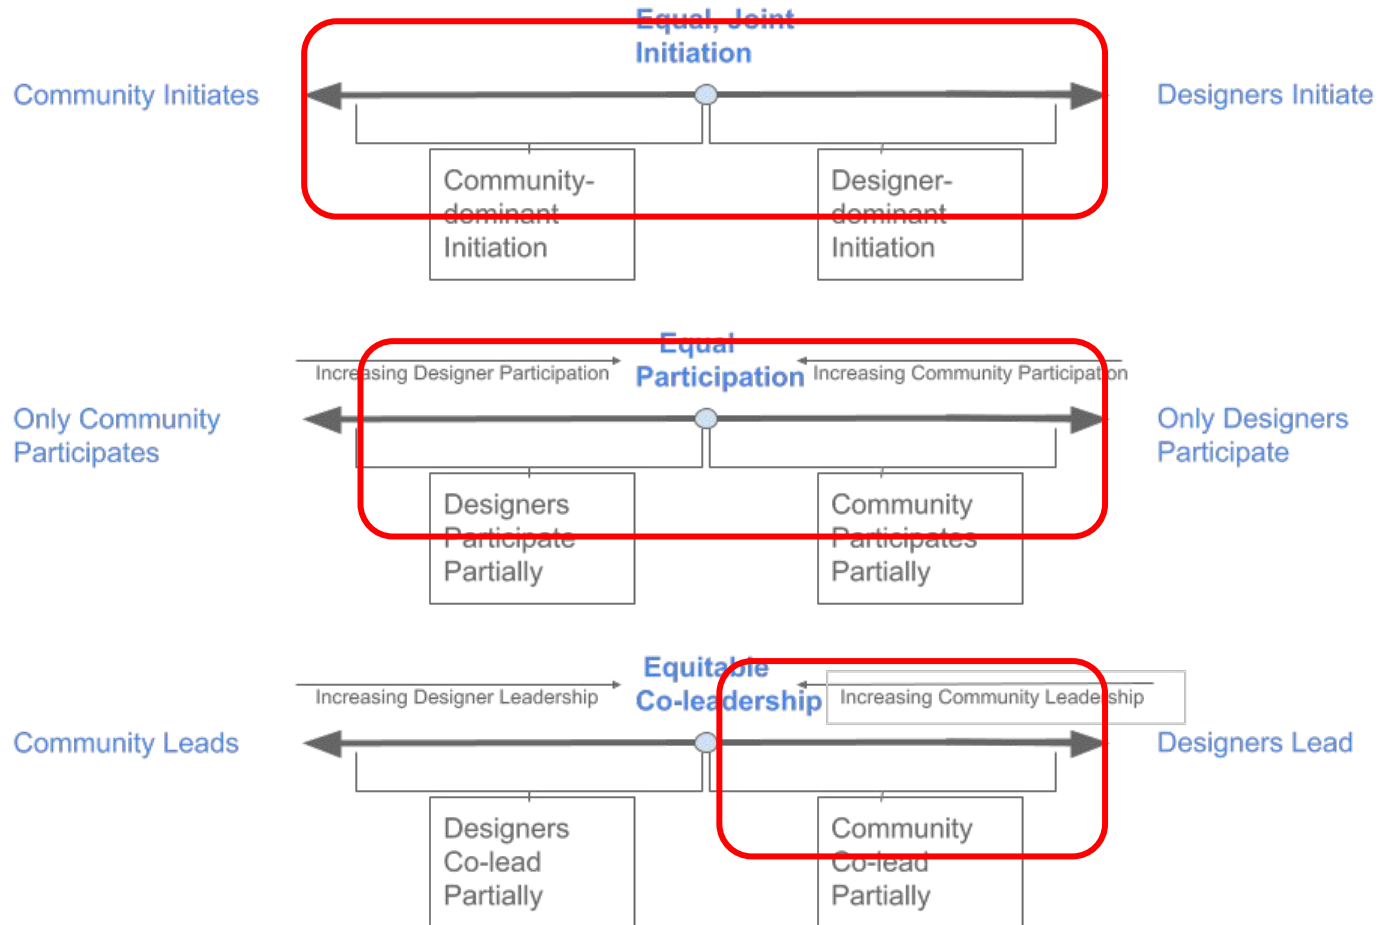 Equal, Joint
Initiation
Community Initiates
Designers Initiate
Community-
dominant
Initiation
Designer-
dominant
Initiation
Equal
Participation
Increasing Designer Participation
Increasing Community Participation
Only Community
Participates
Only Designers
Participate
Designers
Participate
Partially
Community
Participates
Partially
Equitable
Co-leadership
Increasing Designer Leadership
Increasing Community Leadership
Community Leads
Designers Lead
Designers
Co-lead
Partially
Community
Co-lead
Partially